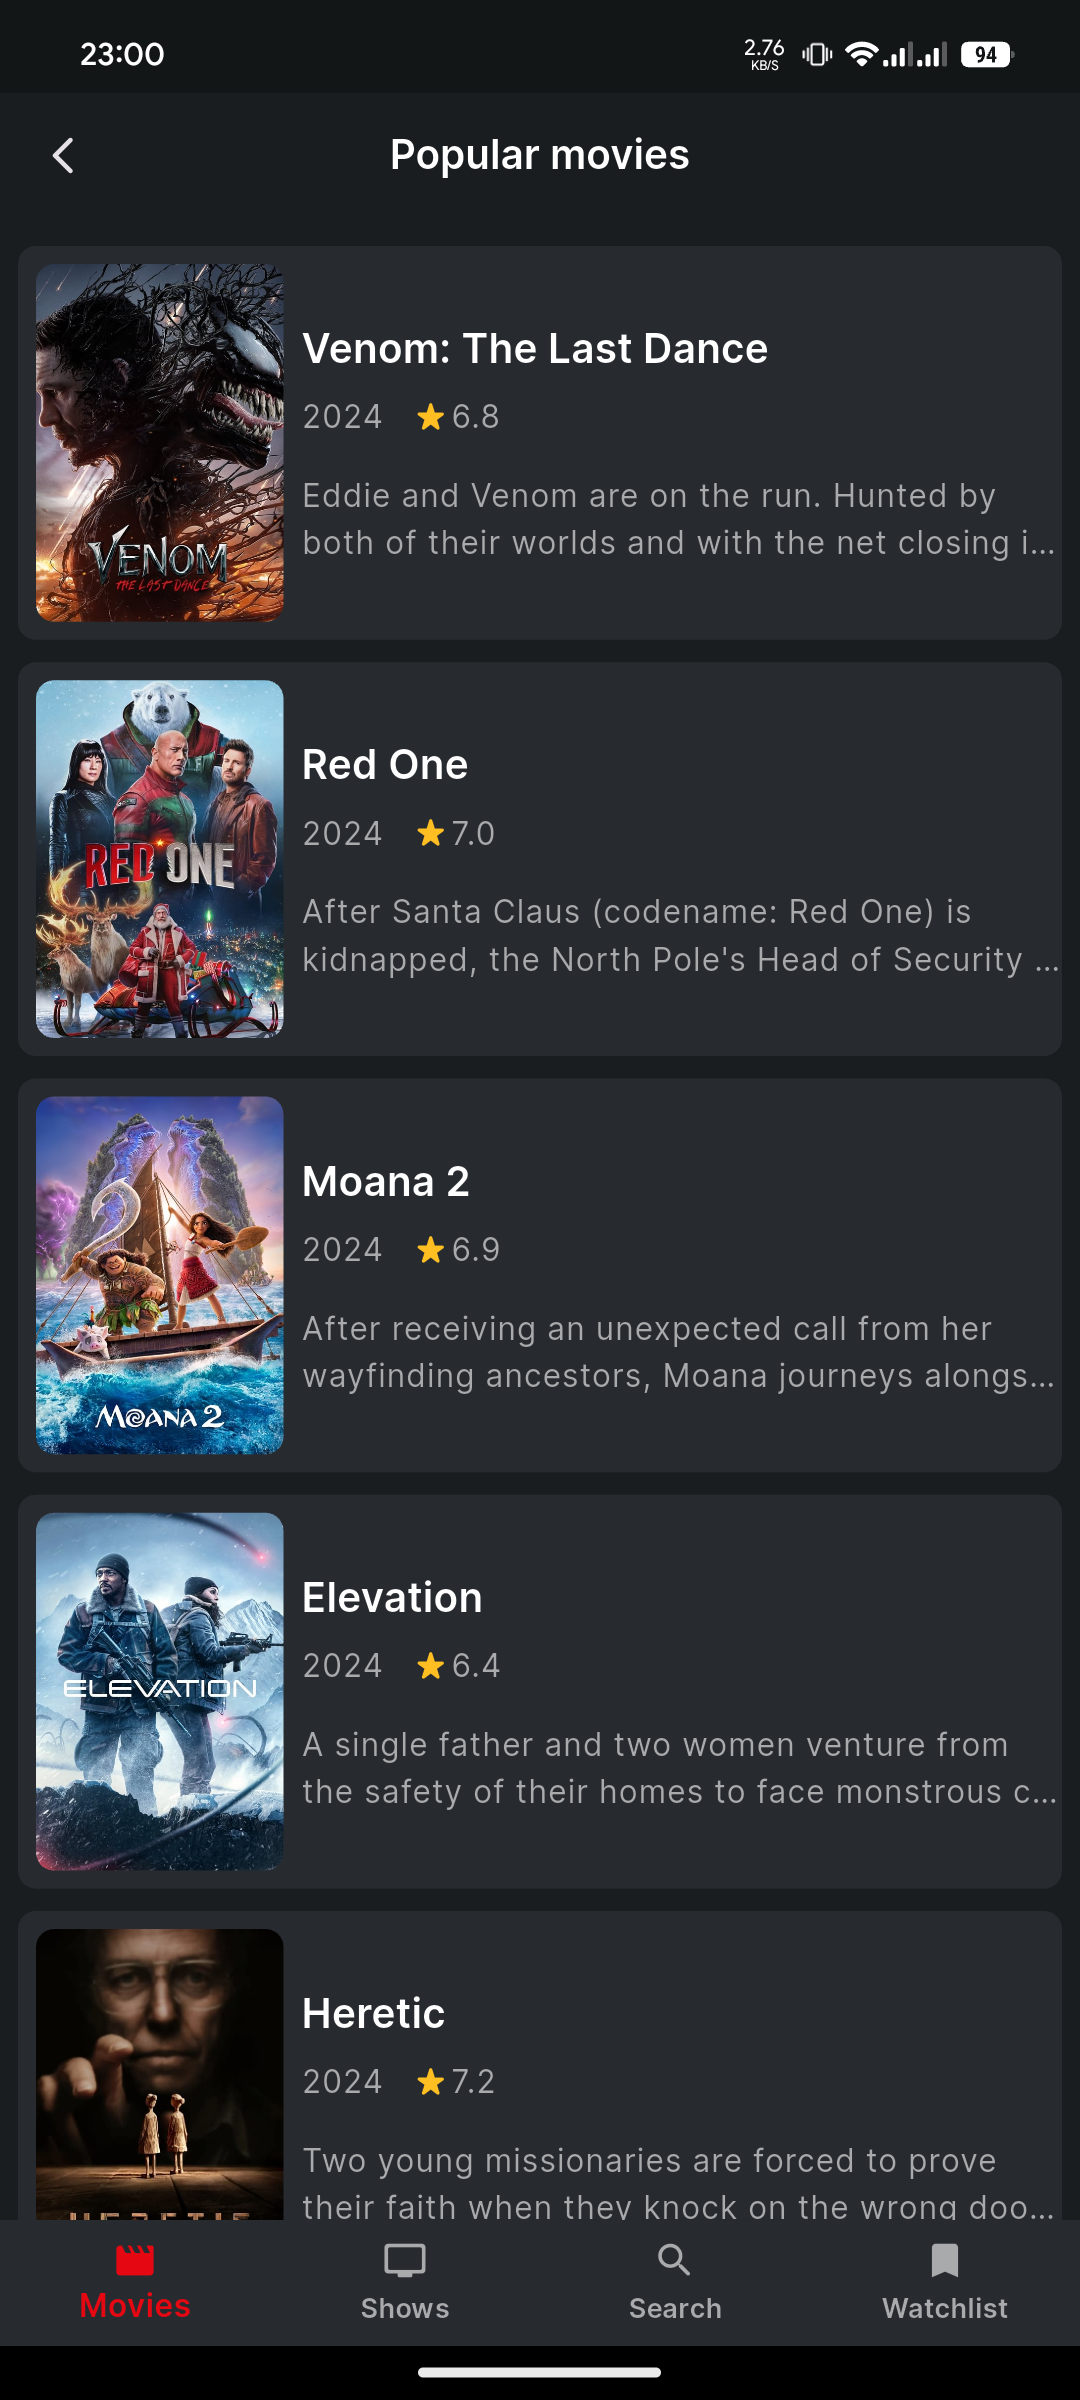 23:00
2.76
KB/S
94
Popular movies
VENOM
THE LAST DANCE
Venom: The Last Dance
2024 6.8
Eddie and Venom are on the run. Hunted by
both of their worlds and with the net closing i...
RED ONE
Red One
2024 7.0
After Santa Claus (codename: Red One) is
kidnapped, the North Pole's Head of Security ...
2
MOANA 2
Moana 2
2024 6.9
After receiving an unexpected call from her
wayfinding ancestors, Moana journeys alongs...
ELEVATION
Elevation
2024 6.4
A single father and two women venture from
the safety of their homes to face monstrous c...
HERETIC
Heretic
2024 7.2
Two young missionaries are forced to prove
their faith when they knock on the wrong doo...
Movies
Shows
Search
Watchlist